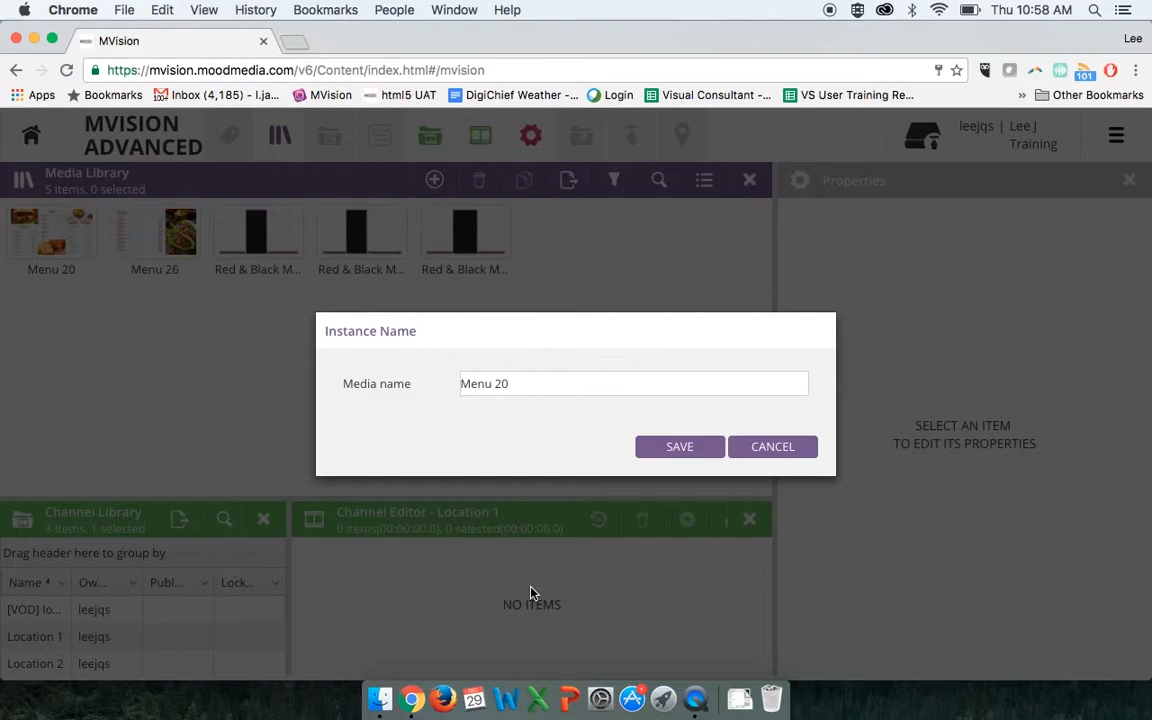 Chrome File Edit View History Bookmarks People Window Help Thu 10:58 AM
MVision Lee
https://mvision.moodmedia.com/v6/Content/index.html#/mvision 101
Apps Bookmarks Inbox (4,185) - l.ja... MVision html5 UAT DigiChief Weather -... Login Visual Consultant -... VS User Training Re... » Other Bookmarks
MVISION
ADVANCED
leejqs | Lee J
Training
Media Library
5 items, 0 selected
Properties
Menu 20 Menu 26 Red & Black M... Red & Black M... Red & Black M...
Instance Name
Media name Menu 20
SAVE CANCEL
SELECT AN ITEM
TO EDIT ITS PROPERTIES
Channel Library
3 items, 1 selected
Channel Editor - Location 1
0 items(00:00:00.0), 0 selected(00:00:00.0)
Drag header here to group by
Name Ow... Publ... Lock...
[VOD] lo... leejqs
Location 1 leejqs
Location 2 leejqs
NO ITEMS
29